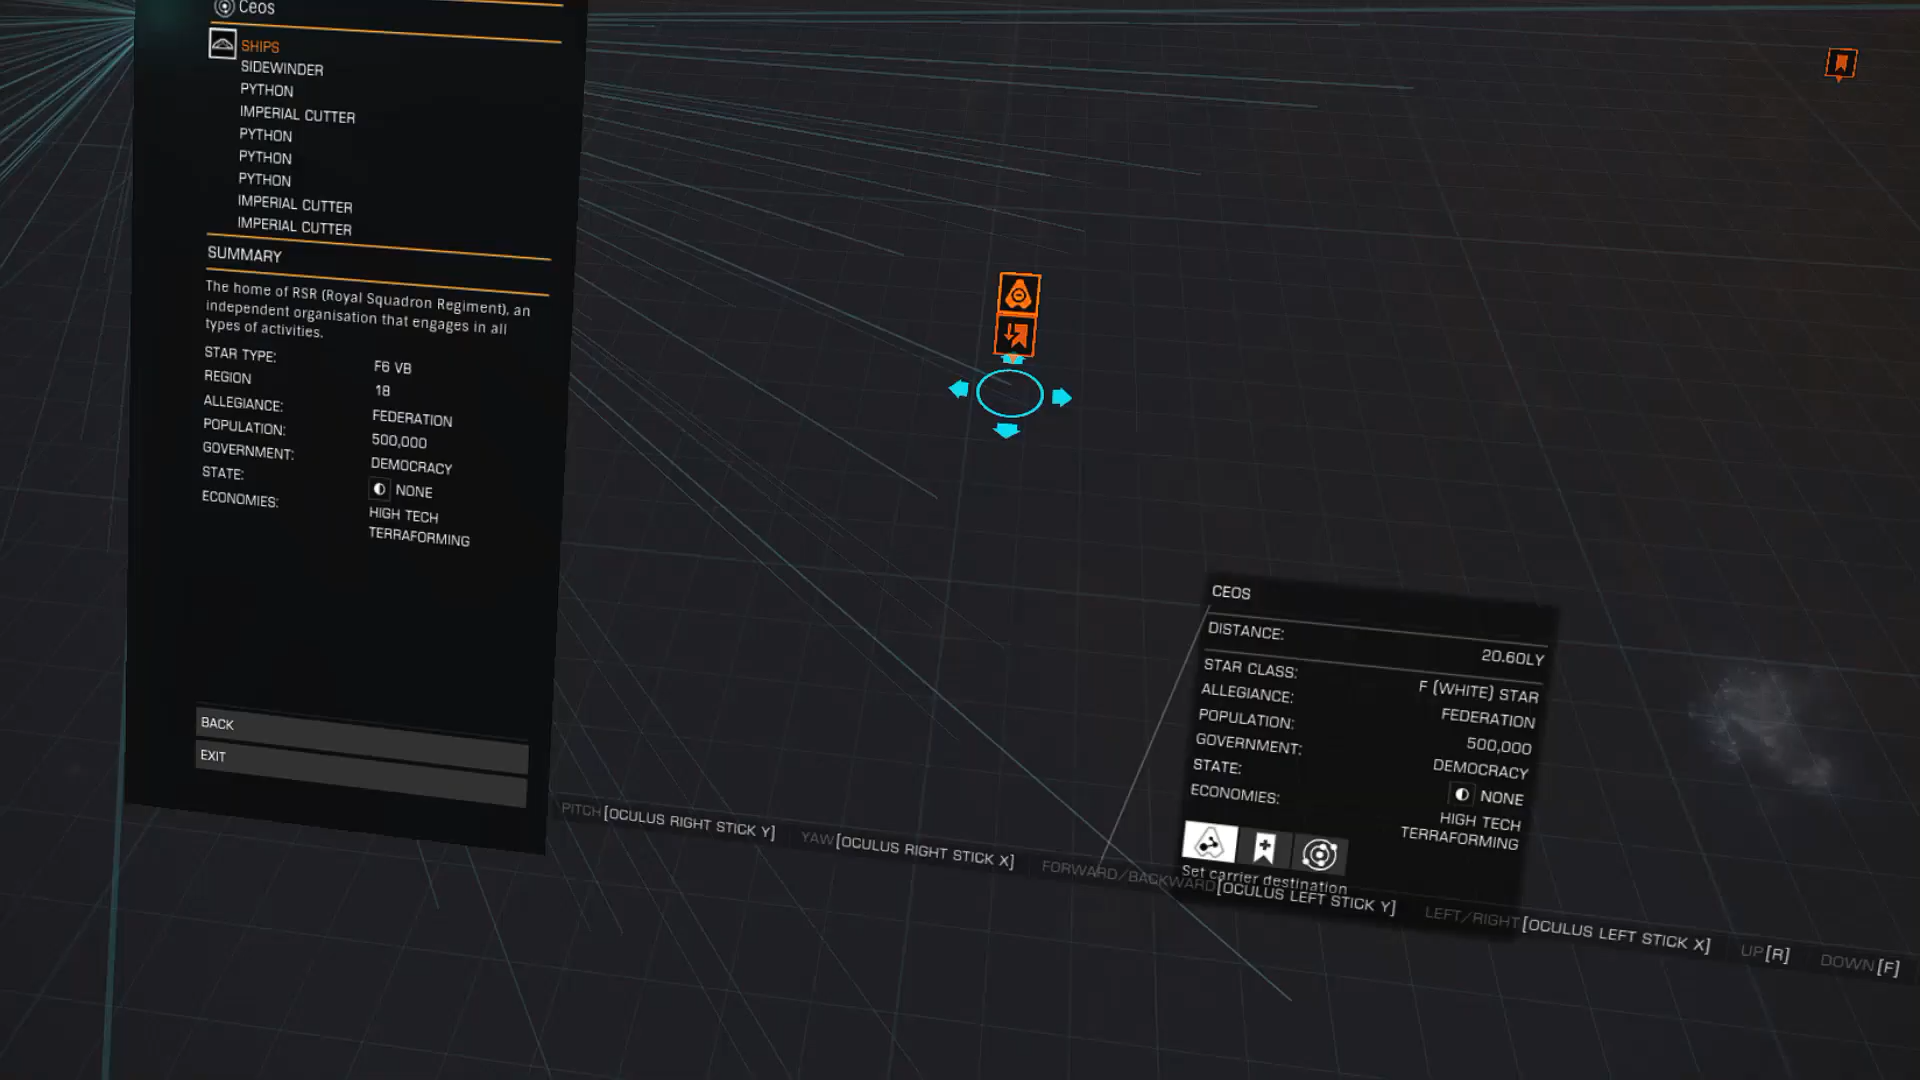 Ceos
SHIPS
SIDEWINDER
PYTHON
IMPERIAL CUTTER
PYTHON
PYTHON
PYTHON
IMPERIAL CUTTER
IMPERIAL CUTTER
SUMMARY
The home of RSR (Royal Squadron Regiment), an
independent organisation that engages in all
types of activities.
STAR TYPE: F6 VB
REGION 18
ALLEGIANCE: FEDERATION
POPULATION: 500,000
GOVERNMENT: DEMOCRACY
STATE: NONE
ECONOMIES: HIGH TECH
TERRAFORMING
BACK
EXIT
CEOS
DISTANCE: 20.60LY
STAR CLASS: F (WHITE) STAR
ALLEGIANCE: FEDERATION
POPULATION: 500,000
GOVERNMENT: DEMOCRACY
STATE: NONE
ECONOMIES: HIGH TECH
TERRAFORMING
Set carrier destination
PITCH [OCULUS RIGHT STICK Y] YAW [OCULUS RIGHT STICK X] FORWARD/BACKWARD [OCULUS LEFT STICK Y] LEFT/RIGHT [OCULUS LEFT STICK X] UP [R] DOWN [F]